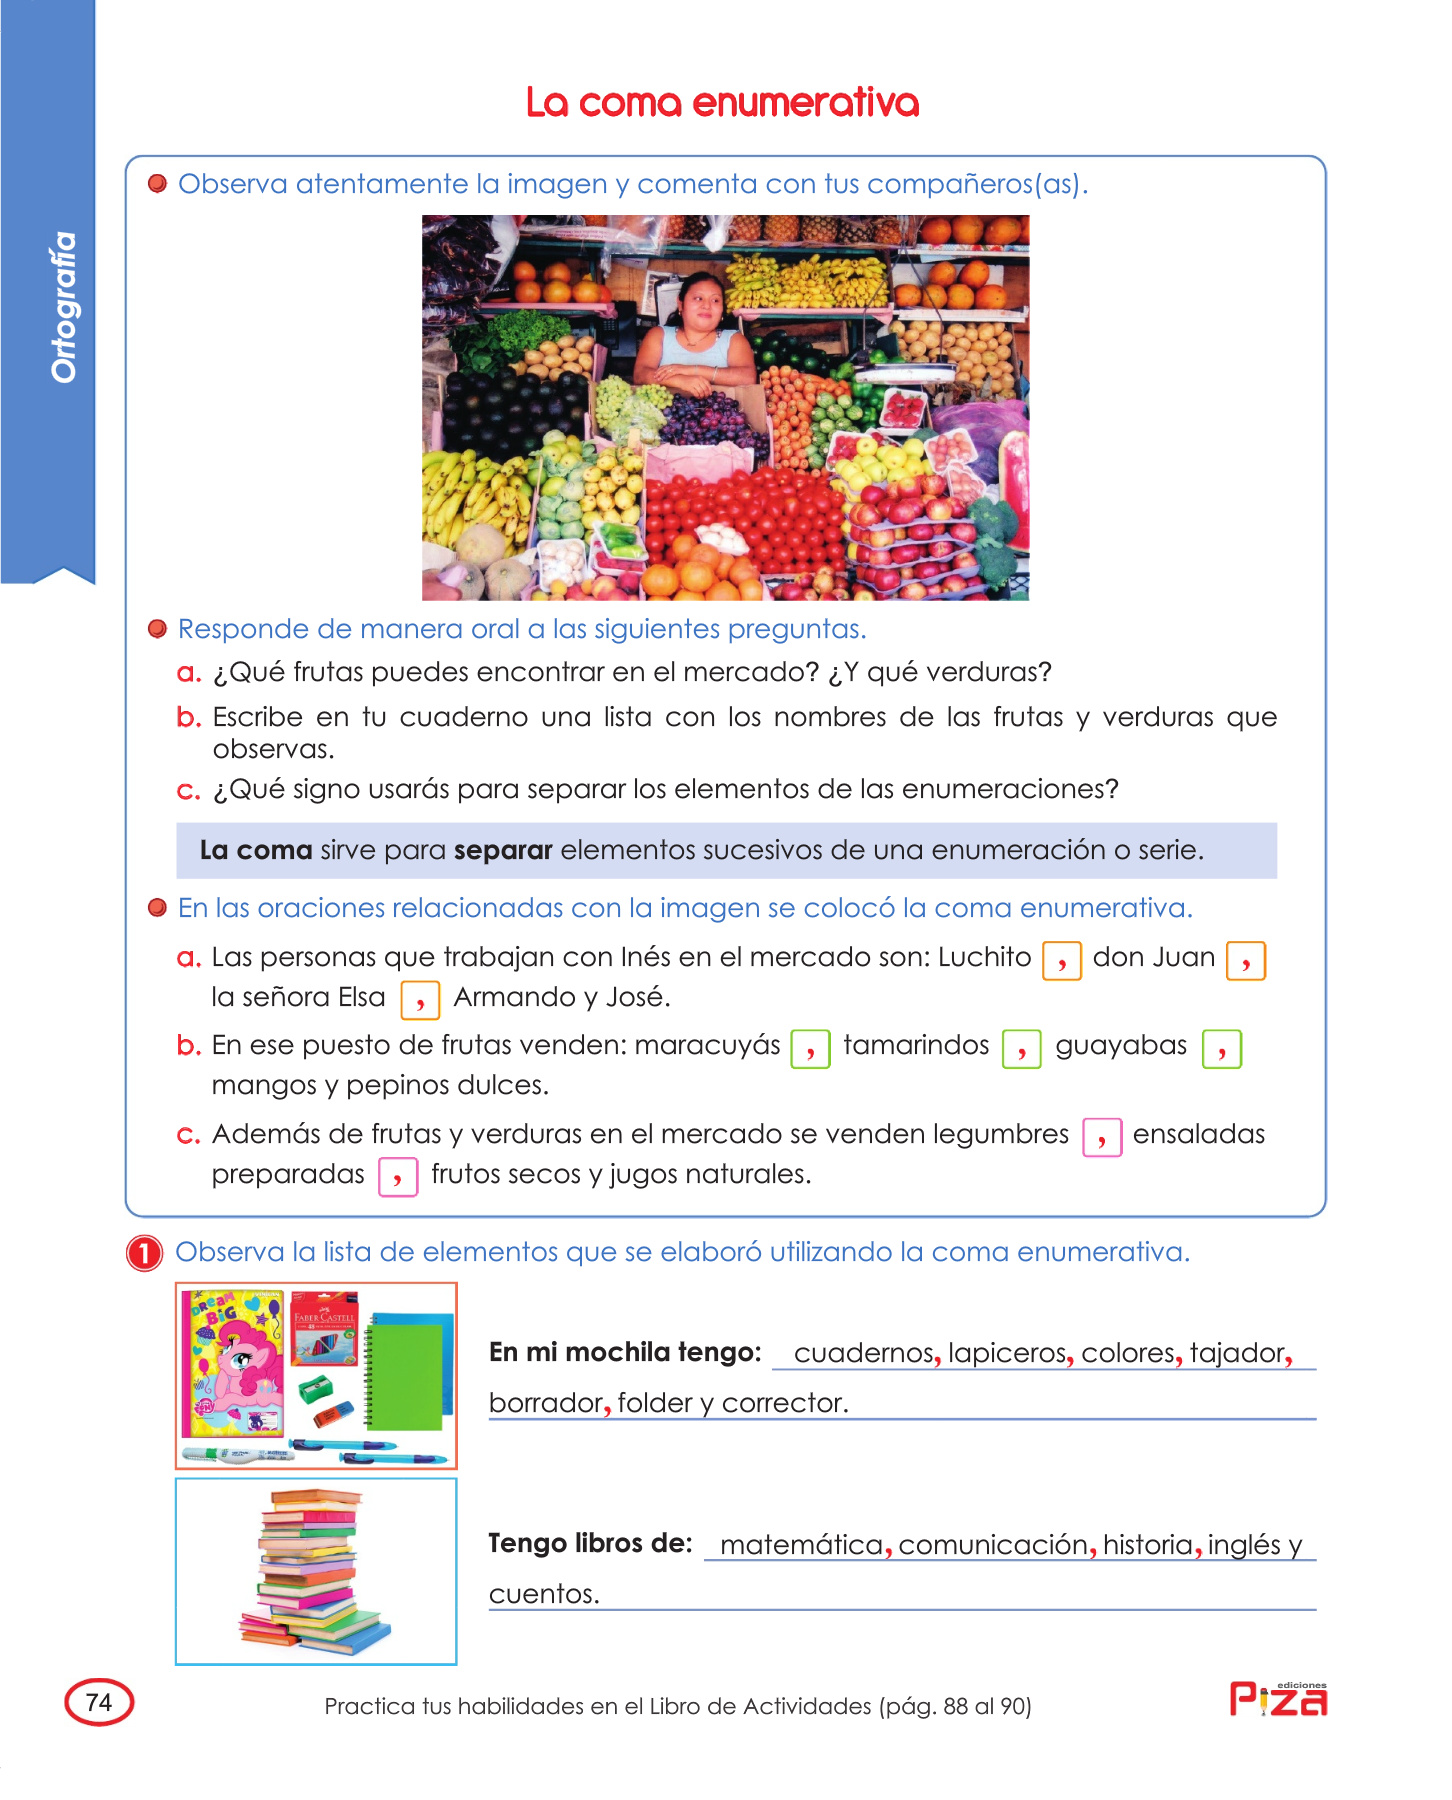 Ortografía
La coma enumerativa
Observa atentamente la imagen y comenta con tus compañeros(as).
Responde de manera oral a las siguientes preguntas.
a. ¿Qué frutas puedes encontrar en el mercado? ¿Y qué verduras?
b. Escribe en tu cuaderno una lista con los nombres de las frutas y verduras que
observas.
c. ¿Qué signo usarás para separar los elementos de las enumeraciones?
La coma sirve para separar elementos sucesivos de una enumeración o serie.
En las oraciones relacionadas con la imagen se colocó la coma enumerativa.
a. Las personas que trabajan con Inés en el mercado son: Luchito , don Juan ,
la señora Elsa , Armando y José.
b. En ese puesto de frutas venden: maracuyás , tamarindos , guayabas ,
mangos y pepinos dulces.
c. Además de frutas y verduras en el mercado se venden legumbres , ensaladas
preparadas , frutos secos y jugos naturales.
1 Observa la lista de elementos que se elaboró utilizando la coma enumerativa.
DREAM
BIG
FABER-CASTELL
48
En mi mochila tengo: cuadernos, lapiceros, colores, tajador,
borrador, folder y corrector.
Tengo libros de: matemática, comunicación, historia, inglés y
cuentos.
74
Practica tus habilidades en el Libro de Actividades (pág. 88 al 90)
ediciones
Piza